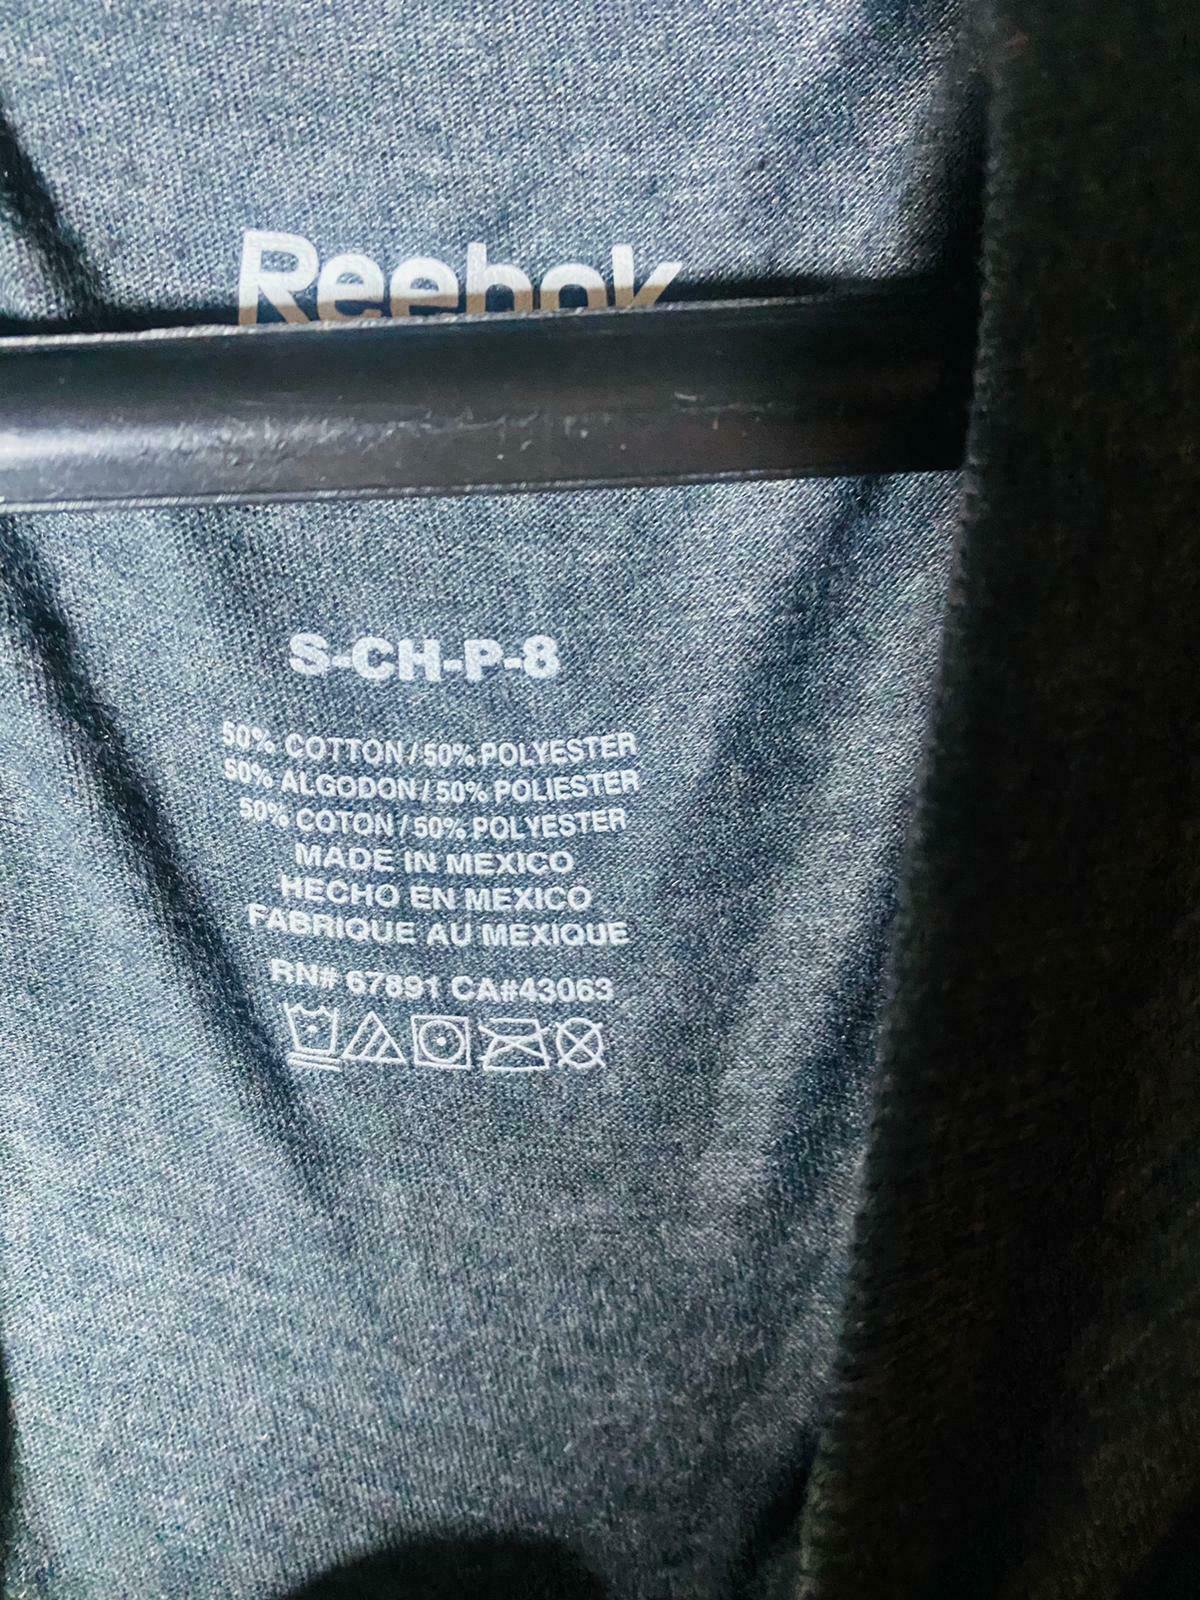 Reebok
S-CH-P-8
50% COTTON / 50% POLYESTER
50% ALGODON / 50% POLIESTER
50% COTON / 50% POLYESTER
MADE IN MEXICO
HECHO EN MEXICO
FABRIQUE AU MEXIQUE
RN# 67891 CA#43063